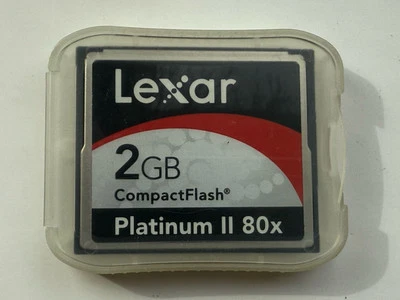 Lexar
2GB
CompactFlash®
Platinum II 80x